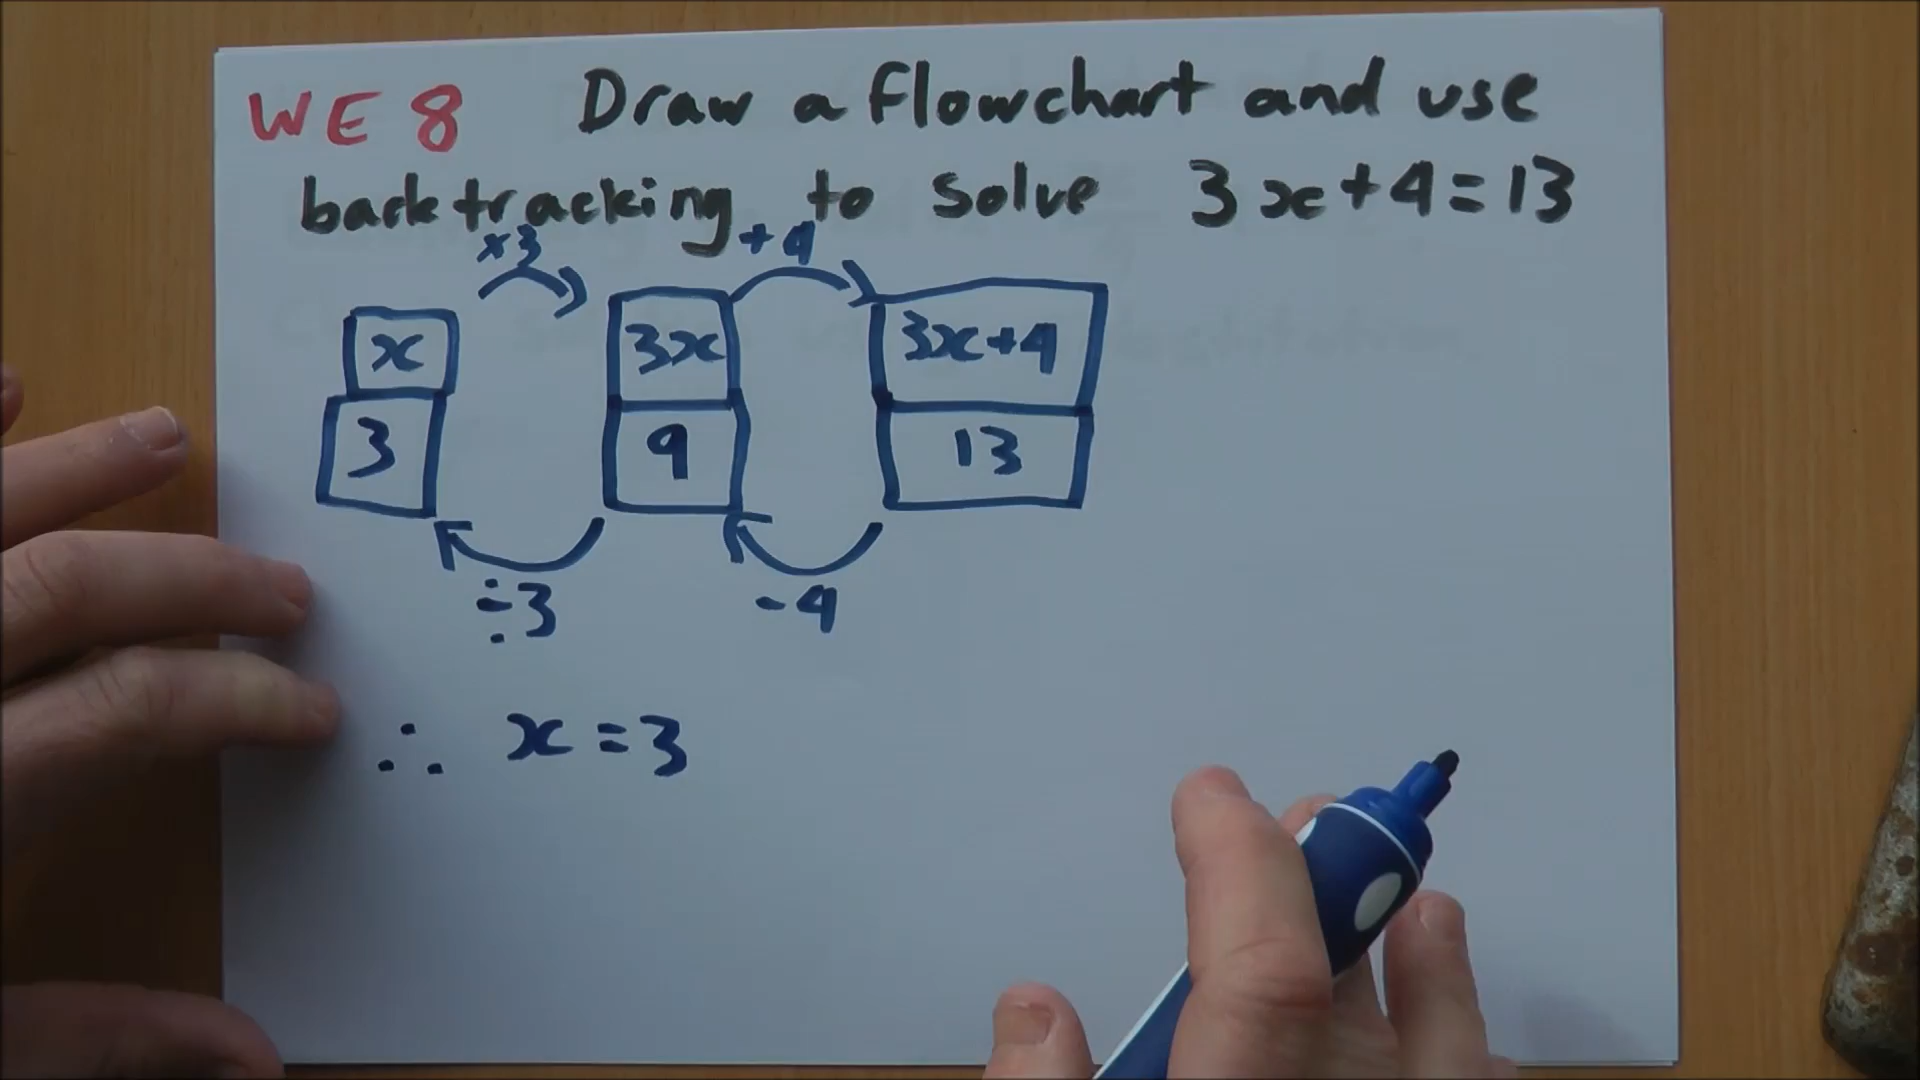 WE 8 Draw a flowchart and use
backtracking to solve 3x+4=13
×3 +4
x 3x 3x+4
3 9 13
÷3 -4
∴ x=3